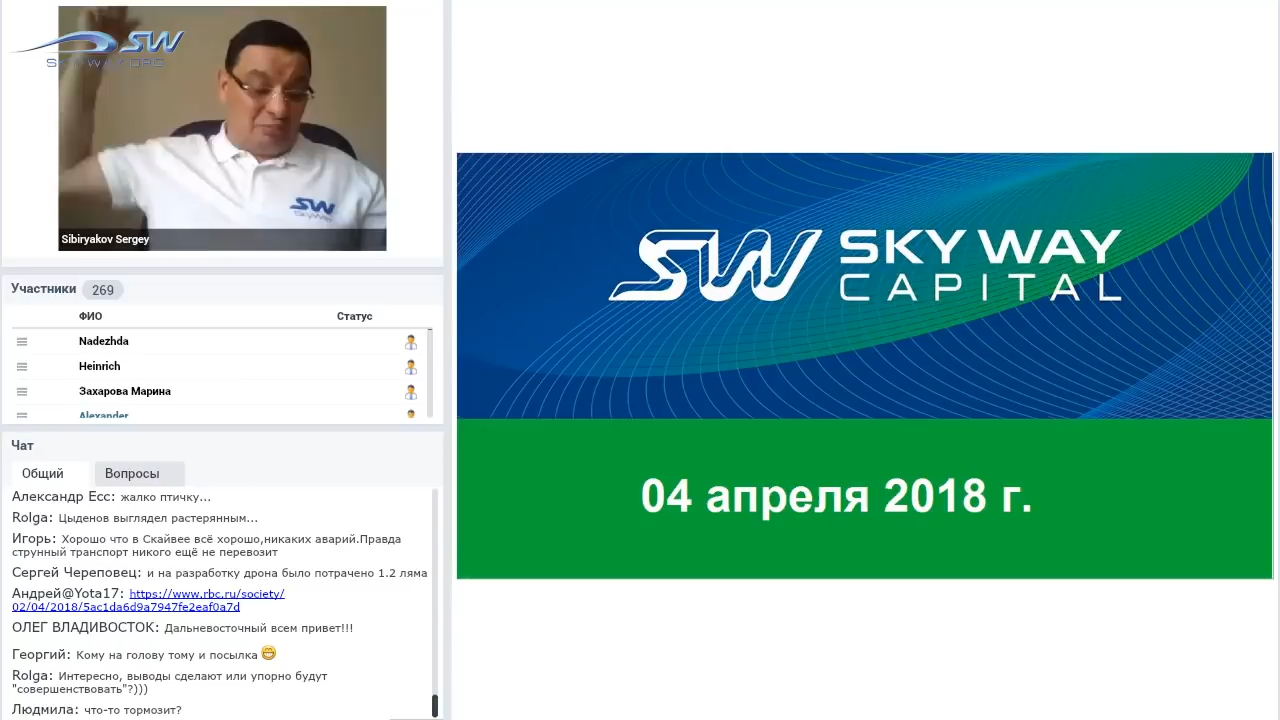 SW
SKY WAY CAPITAL
SW
SkyWay
Sibiryakov Sergey
Участники 269
ФИО Статус
Nadezhda
Heinrich
Захарова Марина
Alexander
Чат
Общий Вопросы
Александр Есс: жалко птичку...
Rolga: Цыденов выглядел растерянным...
Игорь: Хорошо что в Скайвее всё хорошо,никаких аварий.Правда
струнный транспорт никого ещё не перевозит
Сергей Череповец: и на разработку дрона было потрачено 1.2 ляма
Андрей@Yota17: https://www.rbc.ru/society/
02/04/2018/5ac1da6d9a7947fe2eaf0a7d
ОЛЕГ ВЛАДИВОСТОК: Дальневосточный всем привет!!!
Георгий: Кому на голову тому и посылка 😁
Rolga: Интересно, выводы сделают или упорно будут
"совершенствовать"?)))
Людмила: что-то тормозит?
SW SKY WAY
CAPITAL
04 апреля 2018 г.